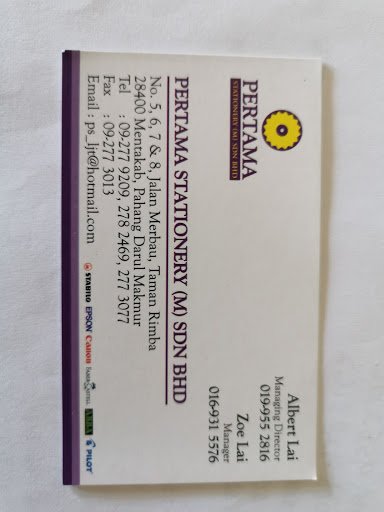 PERTAMA
STATIONERY (M) SDN BHD
Albert Lai
Managing Director
019-955 2816
Zoe Lai
Manager
016-931 5576
PERTAMA STATIONERY (M) SDN BHD
No. 5, 6, 7 & 8, Jalan Merbau, Taman Rimba
28400 Mentakab, Pahang Darul Makmur
Tel : 09-277 9209, 278 2469, 277 3077
Fax : 09-277 3013
Email : ps_ljt@hotmail.com
STABILO EPSON Canon PILOT